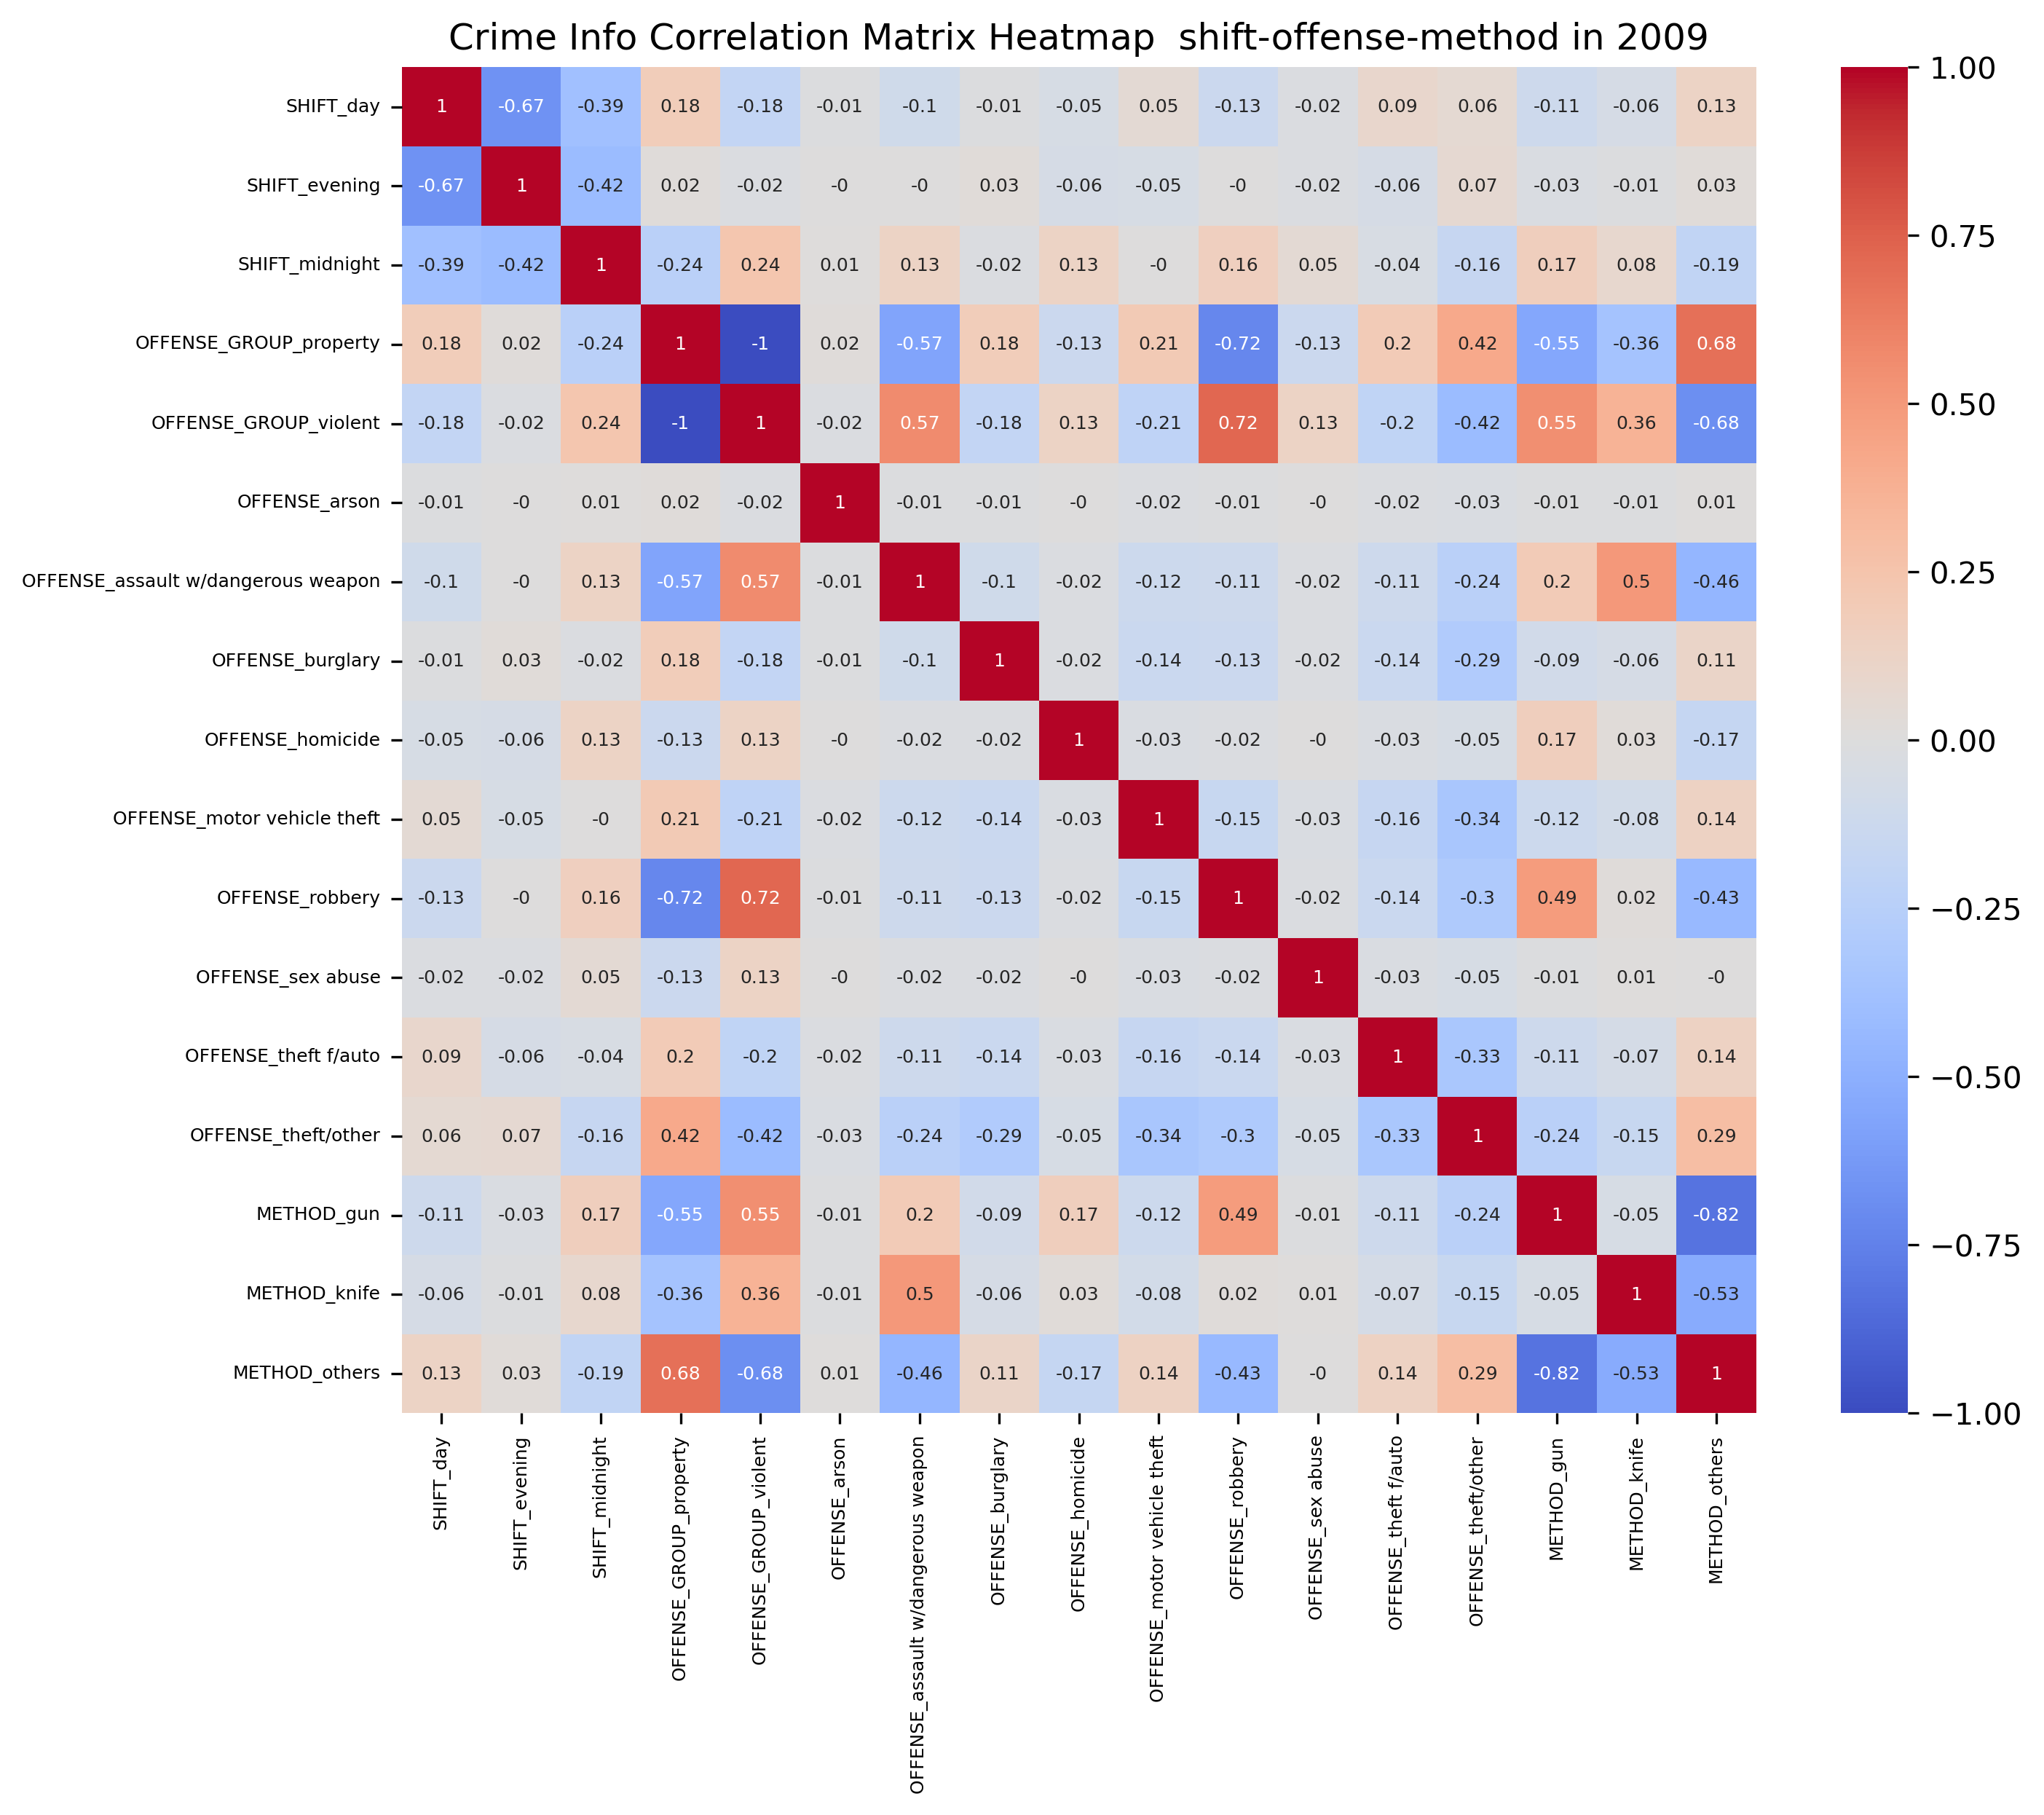 Crime Info Correlation Matrix Heatmap  shift-offense-method in 2009
SHIFT_day 1 -0.67 -0.39 0.18 -0.18 -0.01 -0.1 -0.01 -0.05 0.05 -0.13 -0.02 0.09 0.06 -0.11 -0.06 0.13
SHIFT_evening -0.67 1 -0.42 0.02 -0.02 -0 -0 0.03 -0.06 -0.05 -0 -0.02 -0.06 0.07 -0.03 -0.01 0.03
SHIFT_midnight -0.39 -0.42 1 -0.24 0.24 0.01 0.13 -0.02 0.13 -0 0.16 0.05 -0.04 -0.16 0.17 0.08 -0.19
OFFENSE_GROUP_property 0.18 0.02 -0.24 1 -1 0.02 -0.57 0.18 -0.13 0.21 -0.72 -0.13 0.2 0.42 -0.55 -0.36 0.68
OFFENSE_GROUP_violent -0.18 -0.02 0.24 -1 1 -0.02 0.57 -0.18 0.13 -0.21 0.72 0.13 -0.2 -0.42 0.55 0.36 -0.68
OFFENSE_arson -0.01 -0 0.01 0.02 -0.02 1 -0.01 -0.01 -0 -0.02 -0.01 -0 -0.02 -0.03 -0.01 -0.01 0.01
OFFENSE_assault w/dangerous weapon -0.1 -0 0.13 -0.57 0.57 -0.01 1 -0.1 -0.02 -0.12 -0.11 -0.02 -0.11 -0.24 0.2 0.5 -0.46
OFFENSE_burglary -0.01 0.03 -0.02 0.18 -0.18 -0.01 -0.1 1 -0.02 -0.14 -0.13 -0.02 -0.14 -0.29 -0.09 -0.06 0.11
OFFENSE_homicide -0.05 -0.06 0.13 -0.13 0.13 -0 -0.02 -0.02 1 -0.03 -0.02 -0 -0.03 -0.05 0.17 0.03 -0.17
OFFENSE_motor vehicle theft 0.05 -0.05 -0 0.21 -0.21 -0.02 -0.12 -0.14 -0.03 1 -0.15 -0.03 -0.16 -0.34 -0.12 -0.08 0.14
OFFENSE_robbery -0.13 -0 0.16 -0.72 0.72 -0.01 -0.11 -0.13 -0.02 -0.15 1 -0.02 -0.14 -0.3 0.49 0.02 -0.43
OFFENSE_sex abuse -0.02 -0.02 0.05 -0.13 0.13 -0 -0.02 -0.02 -0 -0.03 -0.02 1 -0.03 -0.05 -0.01 0.01 -0
OFFENSE_theft f/auto 0.09 -0.06 -0.04 0.2 -0.2 -0.02 -0.11 -0.14 -0.03 -0.16 -0.14 -0.03 1 -0.33 -0.11 -0.07 0.14
OFFENSE_theft/other 0.06 0.07 -0.16 0.42 -0.42 -0.03 -0.24 -0.29 -0.05 -0.34 -0.3 -0.05 -0.33 1 -0.24 -0.15 0.29
METHOD_gun -0.11 -0.03 0.17 -0.55 0.55 -0.01 0.2 -0.09 0.17 -0.12 0.49 -0.01 -0.11 -0.24 1 -0.05 -0.82
METHOD_knife -0.06 -0.01 0.08 -0.36 0.36 -0.01 0.5 -0.06 0.03 -0.08 0.02 0.01 -0.07 -0.15 -0.05 1 -0.53
METHOD_others 0.13 0.03 -0.19 0.68 -0.68 0.01 -0.46 0.11 -0.17 0.14 -0.43 -0 0.14 0.29 -0.82 -0.53 1
SHIFT_day
SHIFT_evening
SHIFT_midnight
OFFENSE_GROUP_property
OFFENSE_GROUP_violent
OFFENSE_arson
OFFENSE_assault w/dangerous weapon
OFFENSE_burglary
OFFENSE_homicide
OFFENSE_motor vehicle theft
OFFENSE_robbery
OFFENSE_sex abuse
OFFENSE_theft f/auto
OFFENSE_theft/other
METHOD_gun
METHOD_knife
METHOD_others
1.00
0.75
0.50
0.25
0.00
−0.25
−0.50
−0.75
−1.00